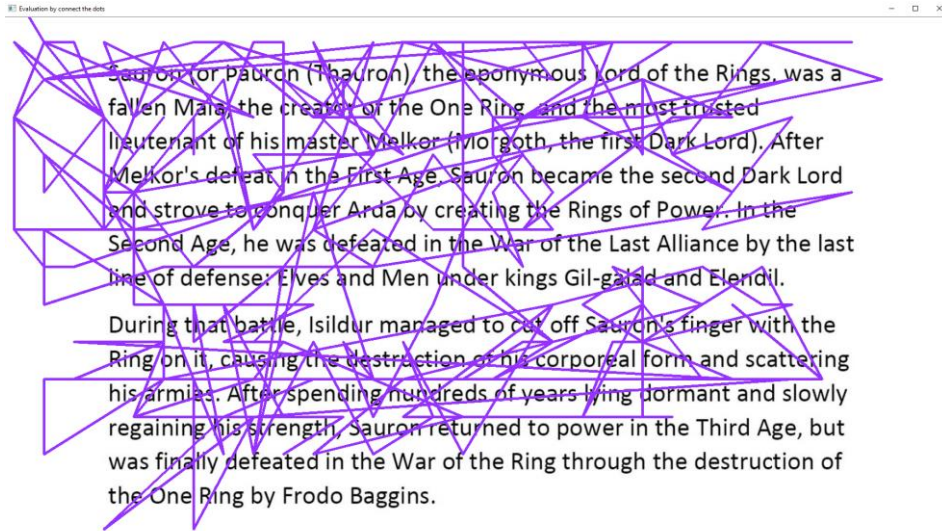 Evaluation by connect the dots
Sauron (or Þauron (Thauron), the eponymous Lord of the Rings, was a
fallen Maia, the creator of the One Ring, and the most trusted
lieutenant of his master Melkor (Morgoth, the first Dark Lord). After
Melkor's defeat in the First Age, Sauron became the second Dark Lord
and strove to conquer Arda by creating the Rings of Power. In the
Second Age, he was defeated in the War of the Last Alliance by the last
line of defense: Elves and Men under kings Gil-galad and Elendil.
During that battle, Isildur managed to cut off Sauron's finger with the
Ring on it, causing the destruction of his corporeal form and scattering
his armies. After spending hundreds of years lying dormant and slowly
regaining his strength, Sauron returned to power in the Third Age, but
was finally defeated in the War of the Ring through the destruction of
the One Ring by Frodo Baggins.